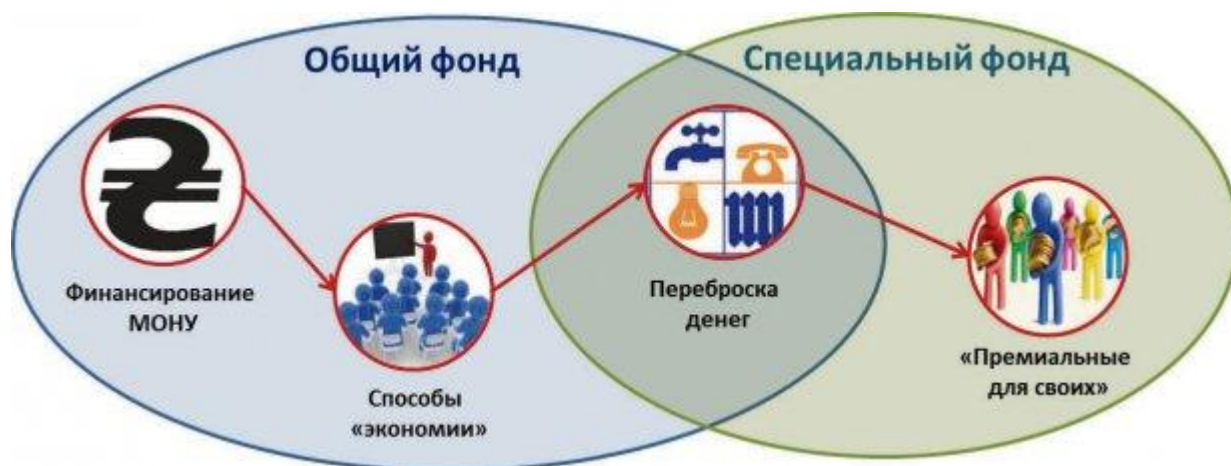 Общий фонд
Специальный фонд
Финансирование
МОНУ
Способы
«экономии»
Переброска
денег
«Премиальные
для своих»